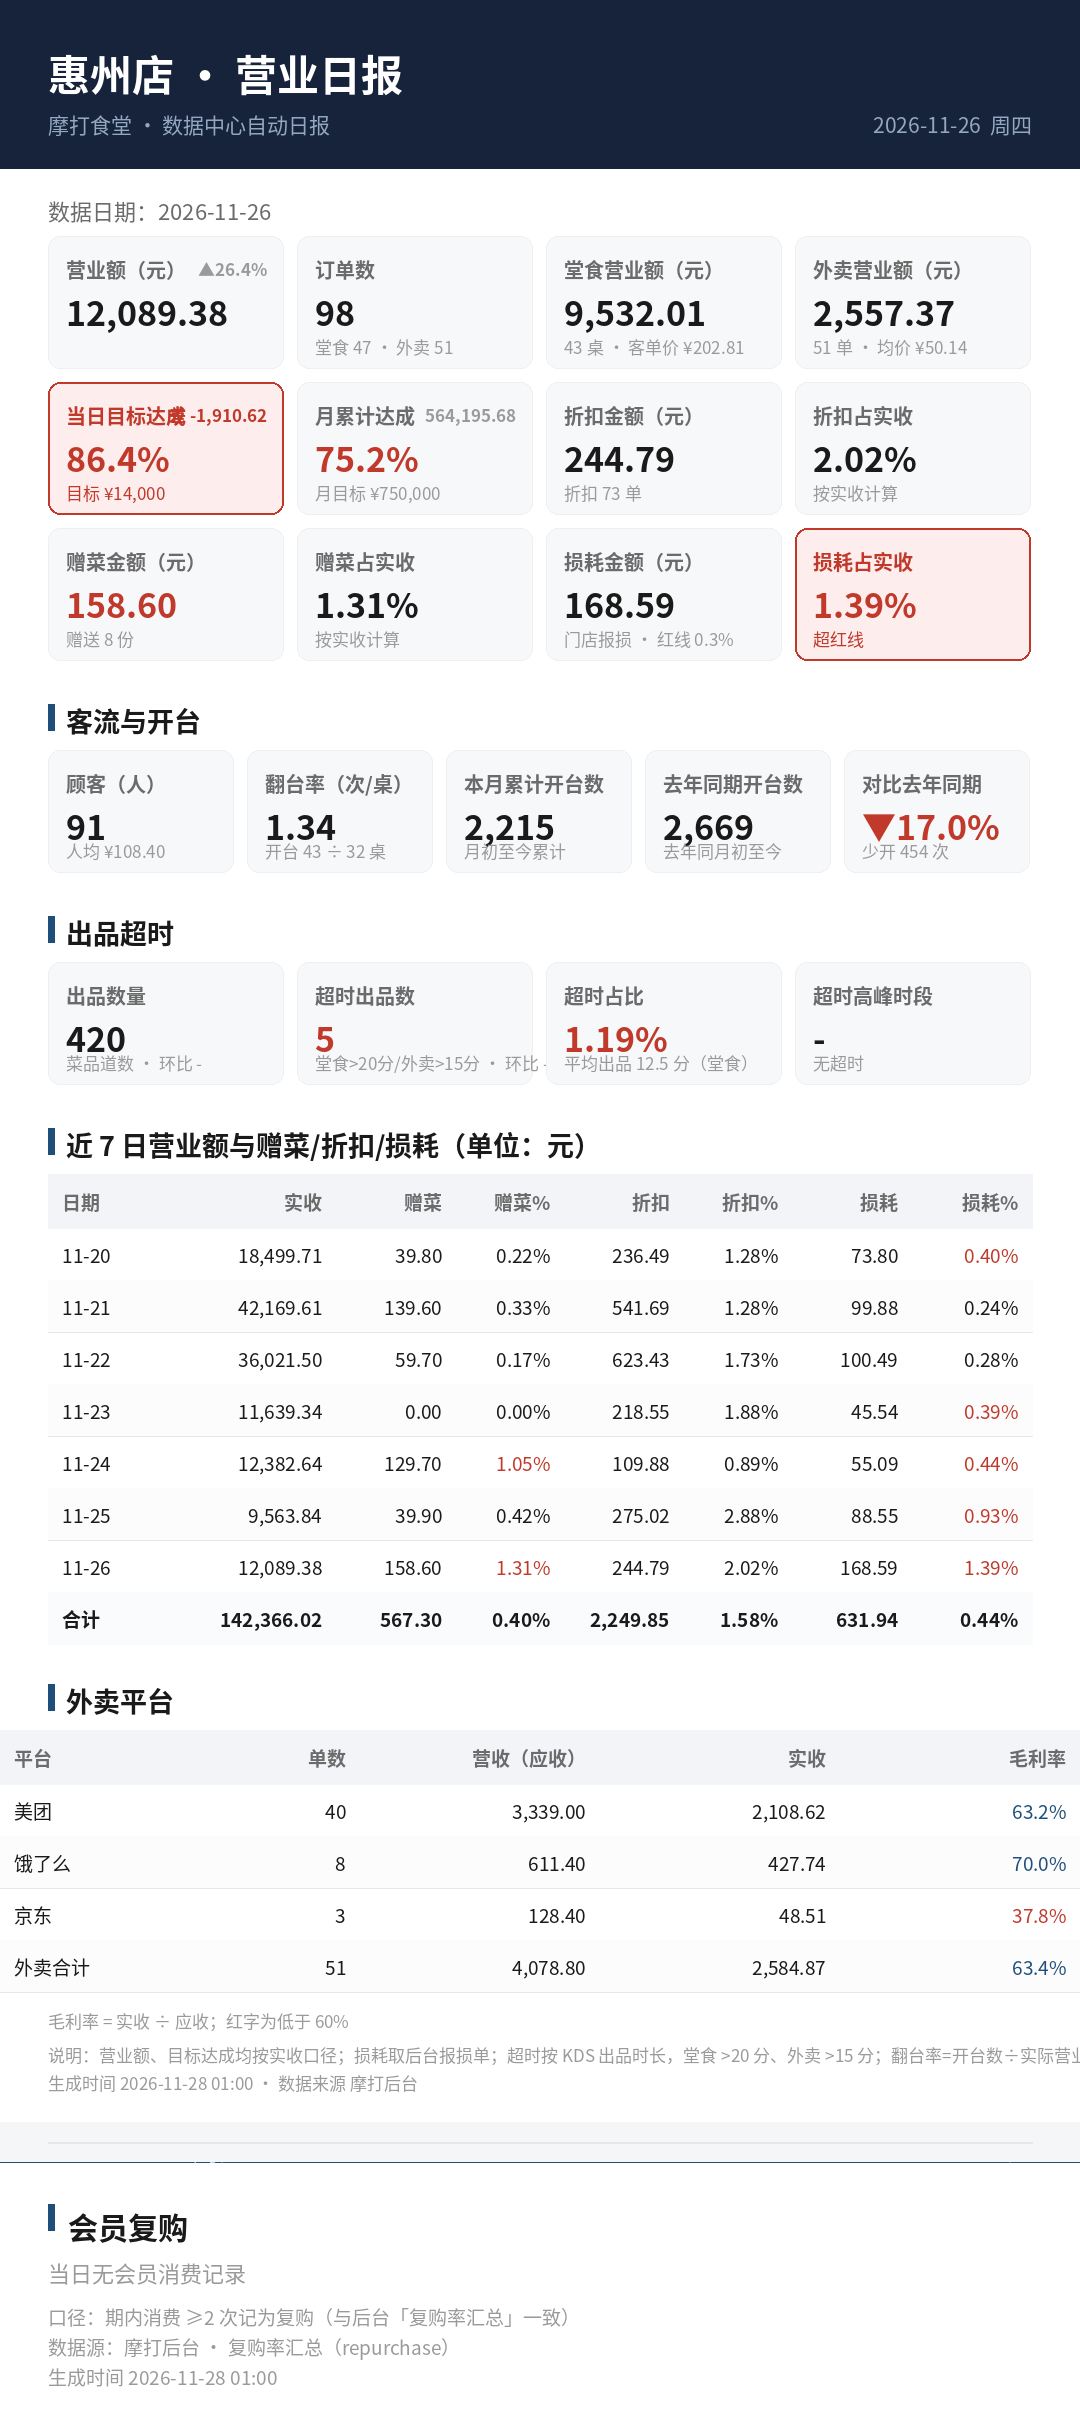 惠州店 · 营业日报
摩打食堂 · 数据中心自动日报 2026-11-26 周四
数据日期：2026-11-26
营业额（元） ▲26.4%
12,089.38
订单数
98
堂食 47 · 外卖 51
堂食营业额（元）
9,532.01
43 桌 · 客单价 ¥202.81
外卖营业额（元）
2,557.37
51 单 · 均价 ¥50.14
当日目标达成 -1,910.62
86.4%
目标 ¥14,000
月累计达成 564,195.68
75.2%
月目标 ¥750,000
折扣金额（元）
244.79
折扣 73 单
折扣占实收
2.02%
按实收计算
赠菜金额（元）
158.60
赠送 8 份
赠菜占实收
1.31%
按实收计算
损耗金额（元）
168.59
门店报损 · 红线 0.3%
损耗占实收
1.39%
超红线
客流与开台
顾客（人）
91
人均 ¥108.40
翻台率（次/桌）
1.34
开台 43 ÷ 32 桌
本月累计开台数
2,215
月初至今累计
去年同期开台数
2,669
去年同月初至今
对比去年同期
▼17.0%
少开 454 次
出品超时
出品数量
420
菜品道数 · 环比 -
超时出品数
5
堂食>20分/外卖>15分 · 环比 -
超时占比
1.19%
平均出品 12.5 分（堂食）
超时高峰时段
-
无超时
近 7 日营业额与赠菜/折扣/损耗（单位：元）
日期 实收 赠菜 赠菜% 折扣 折扣% 损耗 损耗%
11-20 18,499.71 39.80 0.22% 236.49 1.28% 73.80 0.40%
11-21 42,169.61 139.60 0.33% 541.69 1.28% 99.88 0.24%
11-22 36,021.50 59.70 0.17% 623.43 1.73% 100.49 0.28%
11-23 11,639.34 0.00 0.00% 218.55 1.88% 45.54 0.39%
11-24 12,382.64 129.70 1.05% 109.88 0.89% 55.09 0.44%
11-25 9,563.84 39.90 0.42% 275.02 2.88% 88.55 0.93%
11-26 12,089.38 158.60 1.31% 244.79 2.02% 168.59 1.39%
合计 142,366.02 567.30 0.40% 2,249.85 1.58% 631.94 0.44%
外卖平台
平台 单数 营收（应收） 实收 毛利率
美团 40 3,339.00 2,108.62 63.2%
饿了么 8 611.40 427.74 70.0%
京东 3 128.40 48.51 37.8%
外卖合计 51 4,078.80 2,584.87 63.4%
毛利率 = 实收 ÷ 应收；红字为低于 60%
说明：营业额、目标达成均按实收口径；损耗取后台报损单；超时按 KDS 出品时长，堂食 >20 分、外卖 >15 分；翻台率=开台数÷实际营业
生成时间 2026-11-28 01:00 · 数据来源 摩打后台
会员复购
当日无会员消费记录
口径：期内消费 ≥2 次记为复购（与后台「复购率汇总」一致）
数据源：摩打后台 · 复购率汇总（repurchase）
生成时间 2026-11-28 01:00